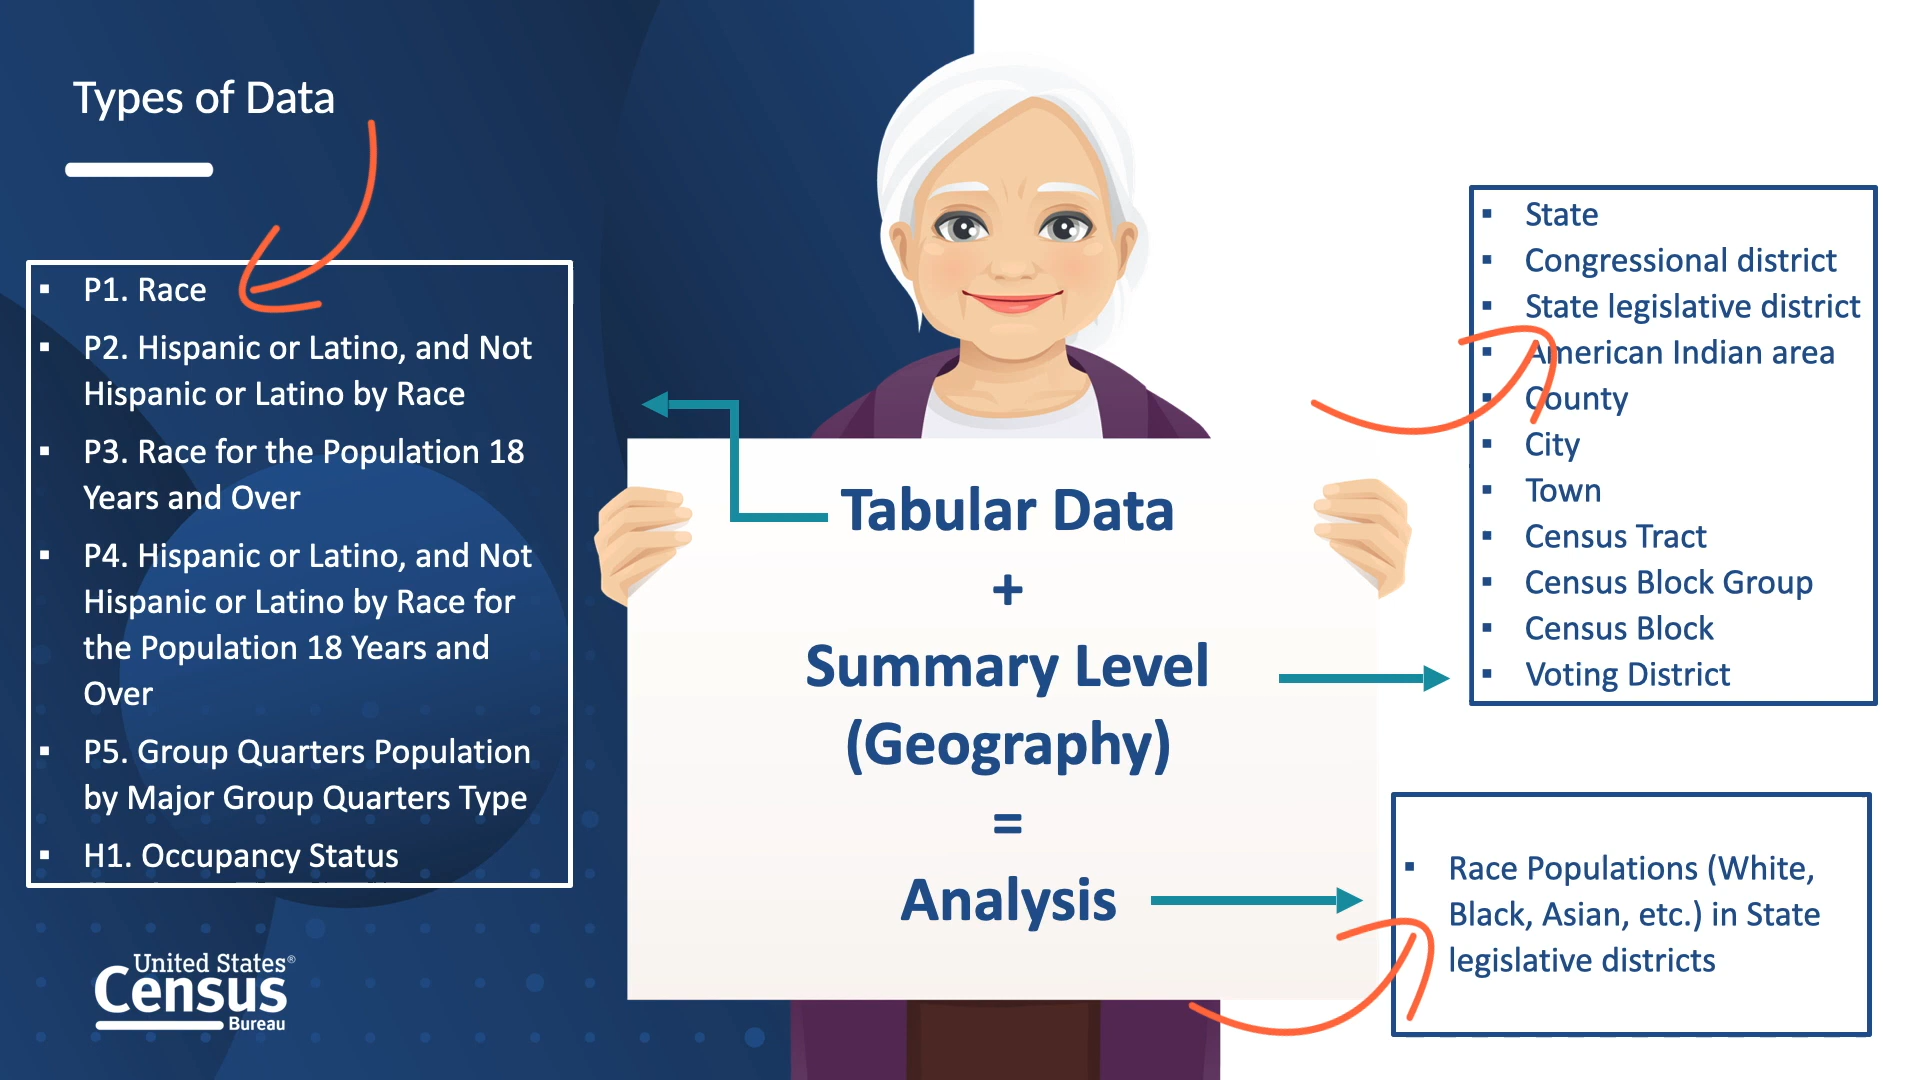 Types of Data
▪ P1. Race
▪ P2. Hispanic or Latino, and Not
Hispanic or Latino by Race
▪ P3. Race for the Population 18
Years and Over
▪ P4. Hispanic or Latino, and Not
Hispanic or Latino by Race for
the Population 18 Years and
Over
▪ P5. Group Quarters Population
by Major Group Quarters Type
▪ H1. Occupancy Status
United States®
Census
Bureau
Tabular Data
+
Summary Level
(Geography)
=
Analysis
▪ State
▪ Congressional district
▪ State legislative district
▪ American Indian area
▪ County
▪ City
▪ Town
▪ Census Tract
▪ Census Block Group
▪ Census Block
▪ Voting District
▪ Race Populations (White,
Black, Asian, etc.) in State
legislative districts